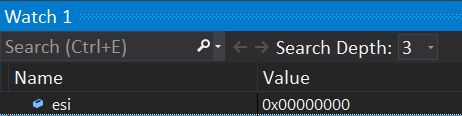 Watch 1
Search (Ctrl+E) Search Depth: 3
Name Value
esi 0x00000000